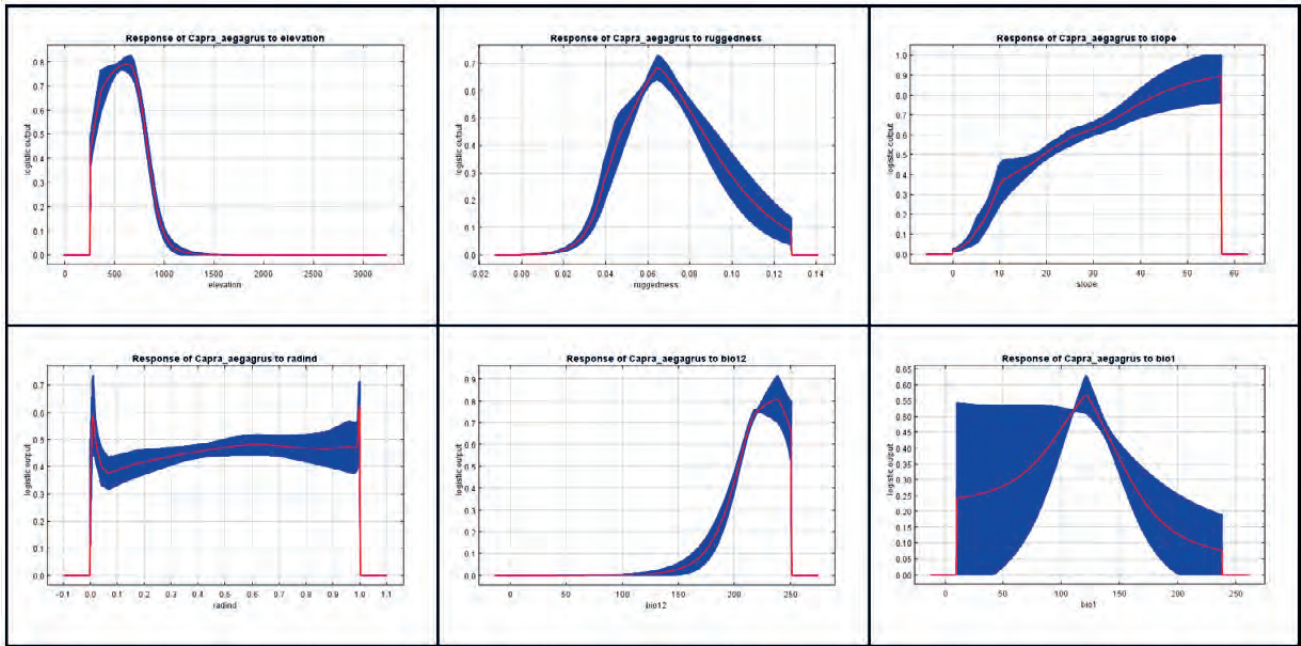 Response of Capra_aegagrus to elevation
logistic output
0.8
0.7
0.6
0.5
0.4
0.3
0.2
0.1
0.0
0 500 1000 1500 2000 2500 3000
elevation
Response of Capra_aegagrus to ruggedness
logistic output
0.7
0.6
0.5
0.4
0.3
0.2
0.1
0.0
-0.02 0.00 0.02 0.04 0.06 0.08 0.10 0.12 0.14
ruggedness
Response of Capra_aegagrus to slope
logistic output
1.0
0.9
0.8
0.7
0.6
0.5
0.4
0.3
0.2
0.1
0.0
0 10 20 30 40 50 60
slope
Response of Capra_aegagrus to radind
logistic output
0.7
0.6
0.5
0.4
0.3
0.2
0.1
0.0
-0.1 0.0 0.1 0.2 0.3 0.4 0.5 0.6 0.7 0.8 0.9 1.0 1.1
radind
Response of Capra_aegagrus to bio12
logistic output
0.9
0.8
0.7
0.6
0.5
0.4
0.3
0.2
0.1
0.0
0 50 100 150 200 250
bio12
Response of Capra_aegagrus to bio1
logistic output
0.65
0.60
0.55
0.50
0.45
0.40
0.35
0.30
0.25
0.20
0.15
0.10
0.05
0.00
0 50 100 150 200 250
bio1